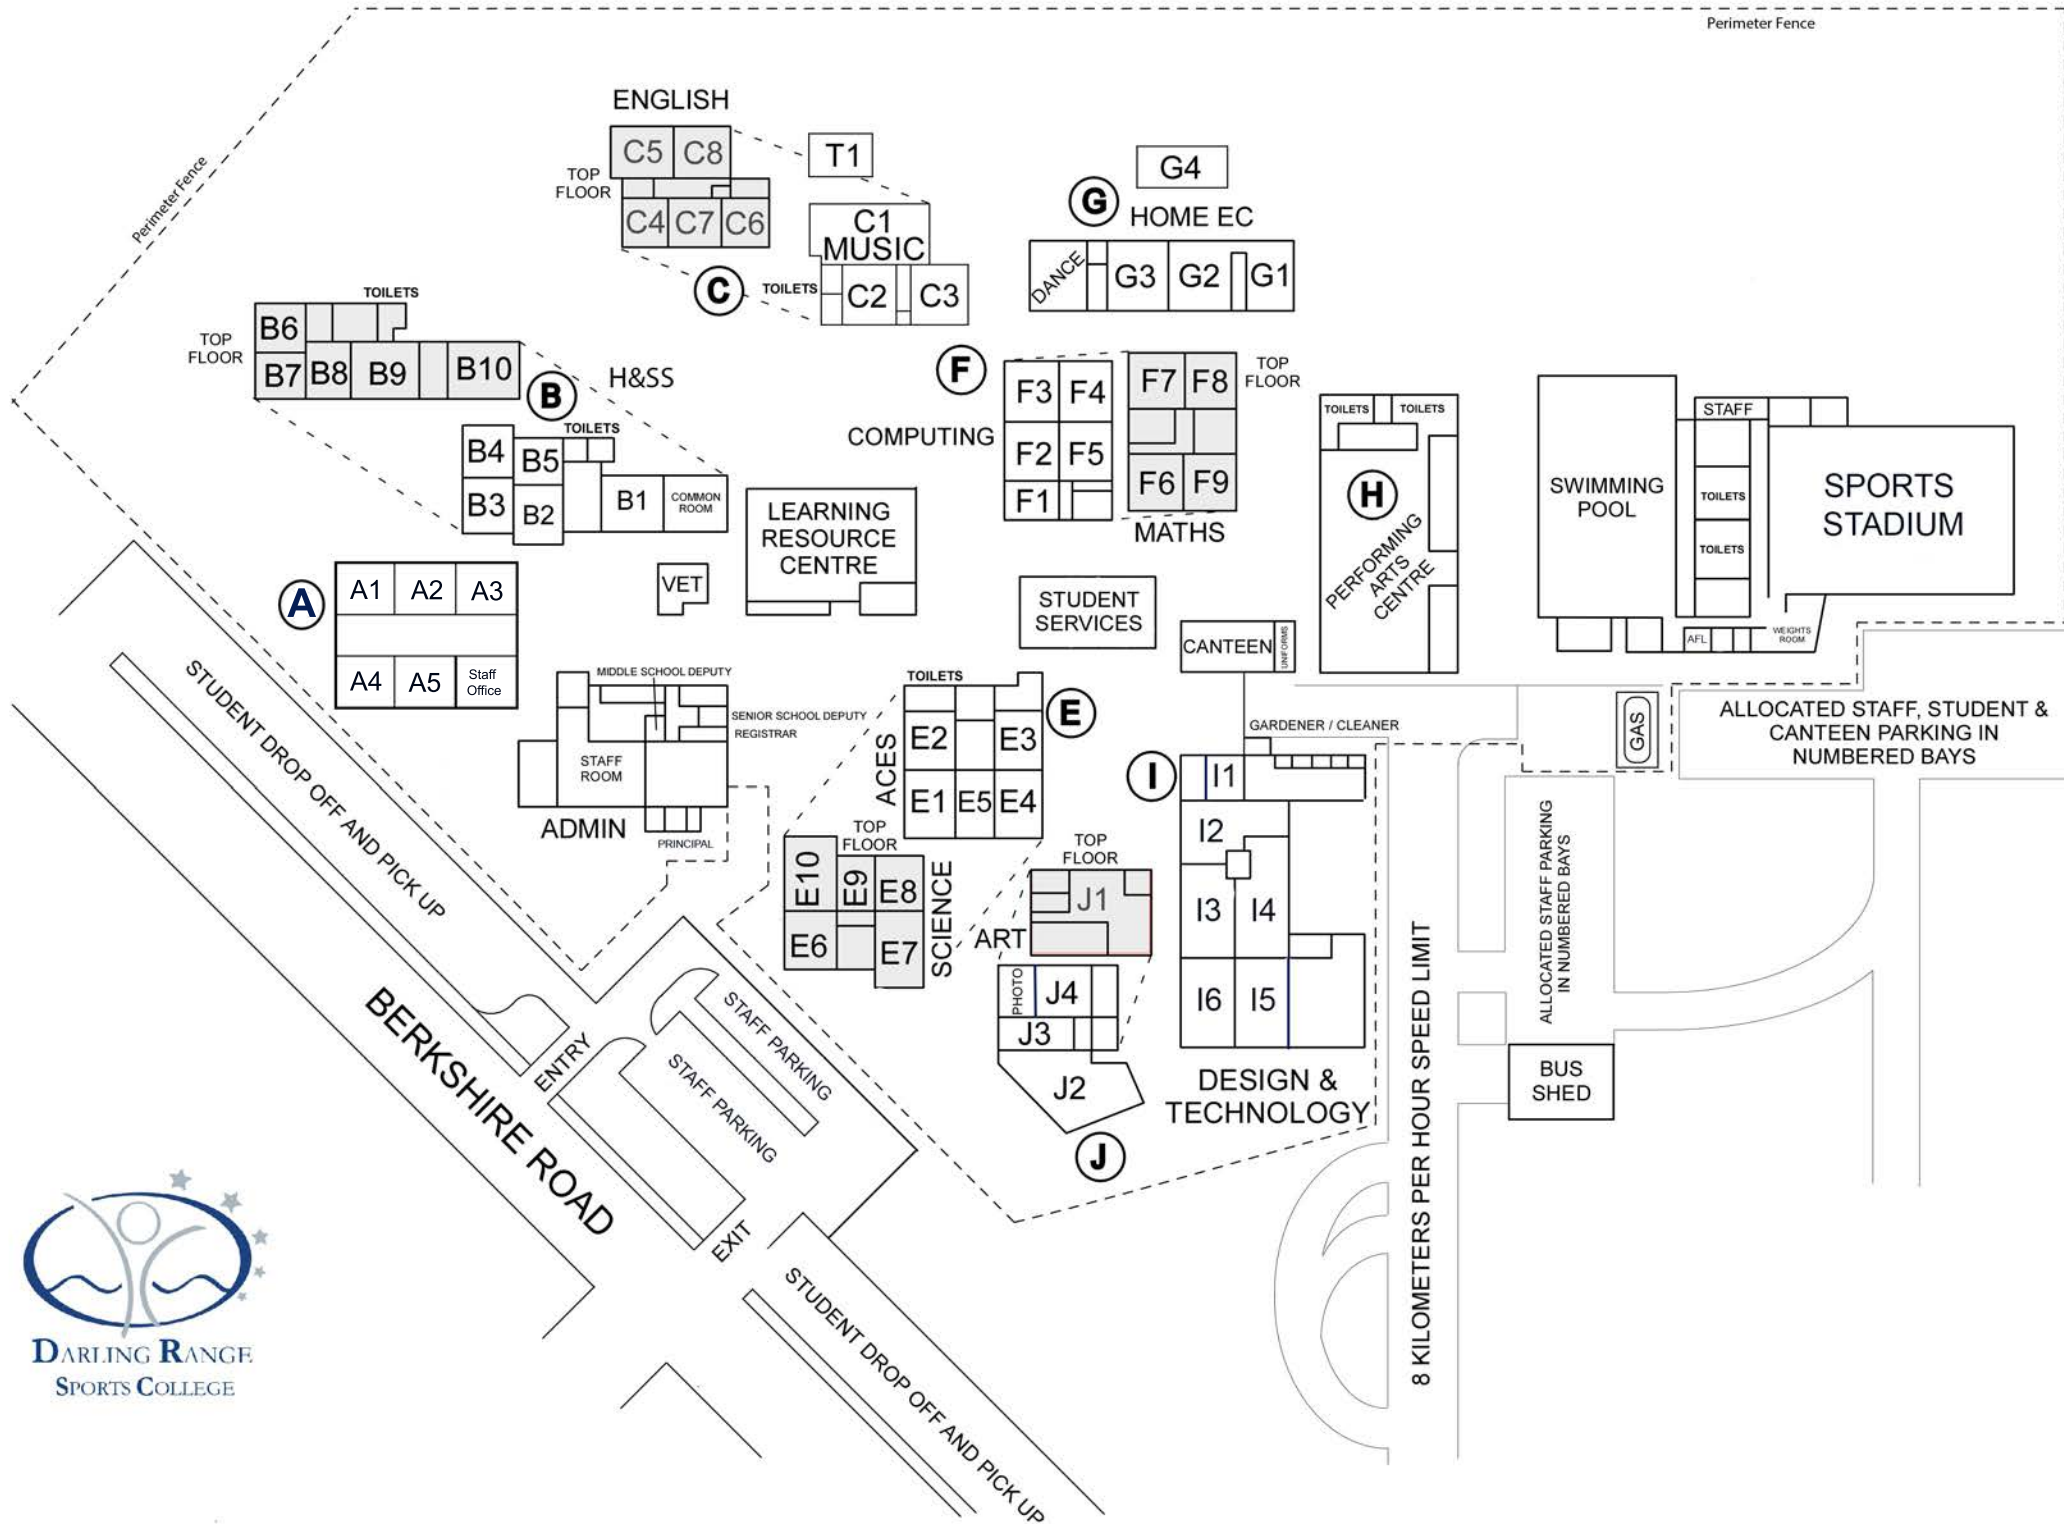 Perimeter Fence
Perimeter Fence
ENGLISH
C5 C8
TOP
FLOOR
C4 C7 C6
T1
C1
MUSIC
C
TOILETS
C2 C3
G4
G
HOME EC
DANCE
G3 G2 G1
TOILETS
B6
TOP
FLOOR
B7 B8 B9 B10
B
H&SS
TOILETS
B4 B5
B3 B2 B1
COMMON
ROOM
F
F3 F4
F7 F8
TOP
FLOOR
COMPUTING
F2 F5
F6 F9
F1
MATHS
TOILETS TOILETS
H
PERFORMING
ARTS
CENTRE
SWIMMING
POOL
STAFF
TOILETS
TOILETS
SPORTS
STADIUM
AFL
WEIGHTS
ROOM
LEARNING
RESOURCE
CENTRE
A
A1 A2 A3
A4 A5
Staff
Office
VET
STUDENT
SERVICES
CANTEEN
UNIFORMS
MIDDLE SCHOOL DEPUTY
SENIOR SCHOOL DEPUTY
REGISTRAR
STAFF
ROOM
ADMIN
PRINCIPAL
TOILETS
E
ACES
E2 E3
E1 E5 E4
TOP
FLOOR
E10 E9 E8
E6 E7
SCIENCE
GARDENER / CLEANER
I
I1
I2
I3 I4
I6 I5
DESIGN &
TECHNOLOGY
TOP
FLOOR
J1
ART
PHOTO
J4
J3
J2
J
GAS
ALLOCATED STAFF, STUDENT &
CANTEEN PARKING IN
NUMBERED BAYS
ALLOCATED STAFF PARKING
IN NUMBERED BAYS
BUS
SHED
8 KILOMETERS PER HOUR SPEED LIMIT
STUDENT DROP OFF AND PICK UP
BERKSHIRE ROAD
ENTRY
STAFF PARKING
STAFF PARKING
EXIT
STUDENT DROP OFF AND PICK UP
DARLING RANGE
SPORTS COLLEGE